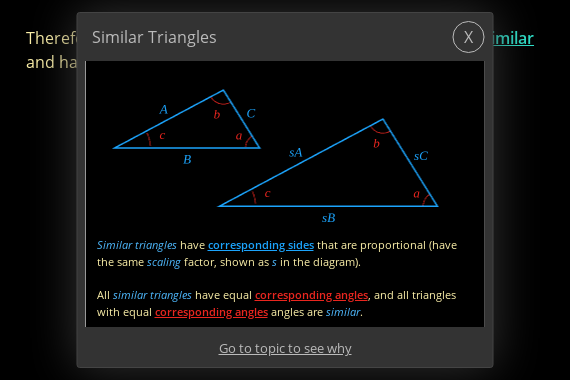 Similar Triangles
X
Theref
imilar
and ha
A
C
b
c
a
B
sA
b
sC
c
a
sB
Similar triangles have corresponding sides that are proportional (have
the same scaling factor, shown as s in the diagram).
All similar triangles have equal corresponding angles, and all triangles
with equal corresponding angles angles are similar.
Go to topic to see why